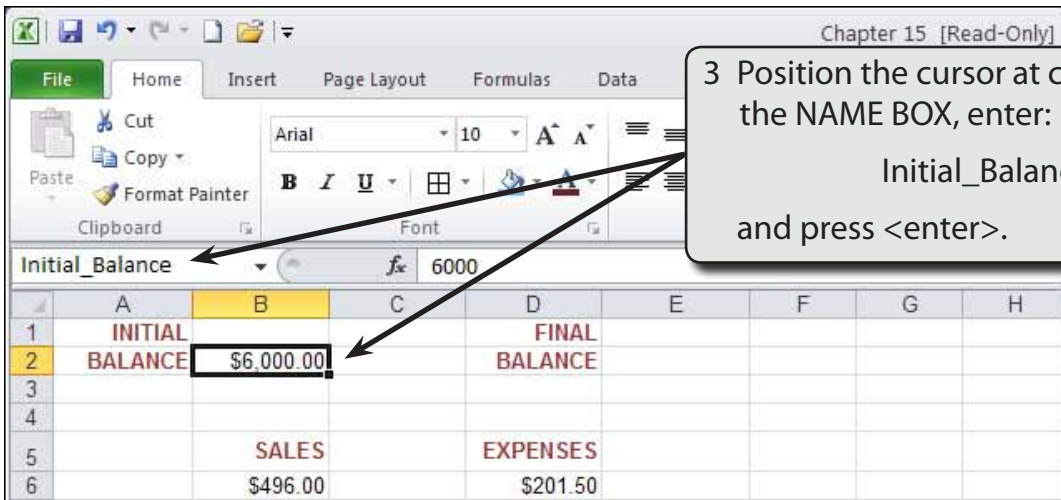 Chapter 15 [Read-Only]
File Home Insert Page Layout Formulas Data
Cut
Copy
Format Painter
Paste
Clipboard
Arial 10 A A
B I U A
Font
3 Position the cursor at
the NAME BOX, enter:
Initial_Balan
and press <enter>.
Initial_Balance fx 6000
A B C D E F G H
1 INITIAL FINAL
2 BALANCE $6,000.00 BALANCE
3
4
5 SALES EXPENSES
6 $496.00 $201.50